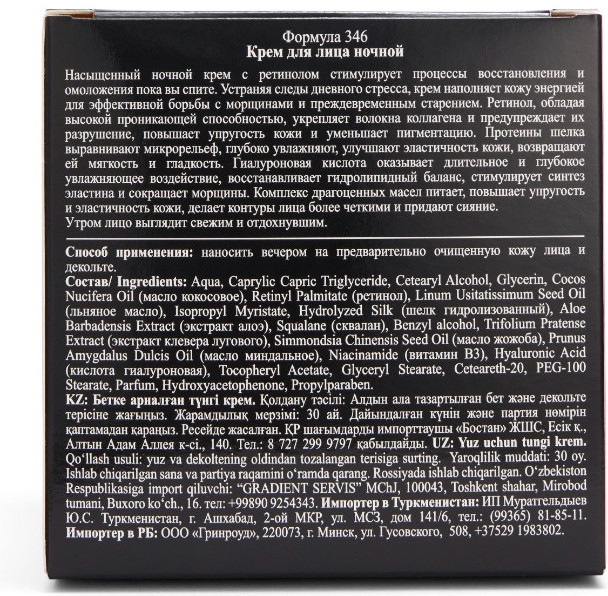 Формула 346
Крем для лица ночной
Насыщенный ночной крем с ретинолом стимулирует процессы восстановления и
омоложения пока вы спите. Устраняя следы дневного стресса, крем наполняет кожу энергией
для эффективной борьбы с морщинами и преждевременным старением. Ретинол, обладая
высокой проникающей способностью, укрепляет волокна коллагена и предупреждает их
разрушение, повышает упругость кожи и уменьшает пигментацию. Протеины шелка
выравнивают микрорельеф, глубоко увлажняют, улучшают эластичность кожи, возвращают
ей мягкость и гладкость. Гиалуроновая кислота оказывает длительное и глубокое
увлажняющее воздействие, восстанавливает гидролипидный баланс, стимулирует синтез
эластина и сокращает морщины. Комплекс драгоценных масел питает, повышает упругость
и эластичность кожи, делает контуры лица более четкими и придают сияние.
Утром лицо выглядит свежим и отдохнувшим.
Способ применения: наносить вечером на предварительно очищенную кожу лица и
декольте.
Состав/ Ingredients: Aqua, Caprylic Capric Triglyceride, Cetearyl Alcohol, Glycerin, Cocos
Nucifera Oil (масло кокосовое), Retinyl Palmitate (ретинол), Linum Usitatissimum Seed Oil
(льняное масло), Isopropyl Myristate, Hydrolyzed Silk (шелк гидролизованный), Aloe
Barbadensis Extract (экстракт алоэ), Squalane (сквалан), Benzyl alcohol, Trifolium Pratense
Extract (экстракт клевера лугового), Simmondsia Chinensis Seed Oil (масло жожоба), Prunus
Amygdalus Dulcis Oil (масло миндальное), Niacinamide (витамин В3), Hyaluronic Acid
(кислота гиалуроновая), Tocopheryl Acetate, Glyceryl Stearate, Ceteareth-20, PEG-100
Stearate, Parfum, Hydroxyacetophenone, Propylparaben.
KZ: Бетке арналған түнгі крем. Қолдану тәсілі: Алдын ала тазартылған бет және декольте
терісіне жағыңыз. Жарамдылық мерзімі: 30 ай. Дайындалған күнін және партия нөмірін
қаптамадан қараңыз. Ресейде жасалған. ҚР шағымдарды импорттаушы «Бостан» ЖШС, Есік к.,
Алтын Адам Аллея к-сі., 140. Тел.: 8 727 299 9797 қабылдайды. UZ: Yuz uchun tungi krem.
Qo‘llash usuli: yuz va dekoltening oldindan tozalangan terisiga surting. Yaroqlilik muddati: 30 oy.
Ishlab chiqarilgan sana va partiya raqamini o‘ramda qarang. Rossiyada ishlab chiqarilgan. O‘zbekiston
Respublikasiga import qiluvchi: “GRADIENT SERVIS” MChJ, 100043, Toshkent shahar, Mirobod
tumani, Buxoro ko‘ch., 16. тел: +99890 9254343. Импортер в Туркменистан: ИП Муратгельдыев
Ю.С. Туркменистан, г. Ашхабад, 2-ой МКР, ул. МСЗ, дом 141/6, тел.: (99365) 81-85-11.
Импортер в РБ: ООО «Гринроуд», 220073, г. Минск, ул. Гусовского, 508, +37529 1983802.